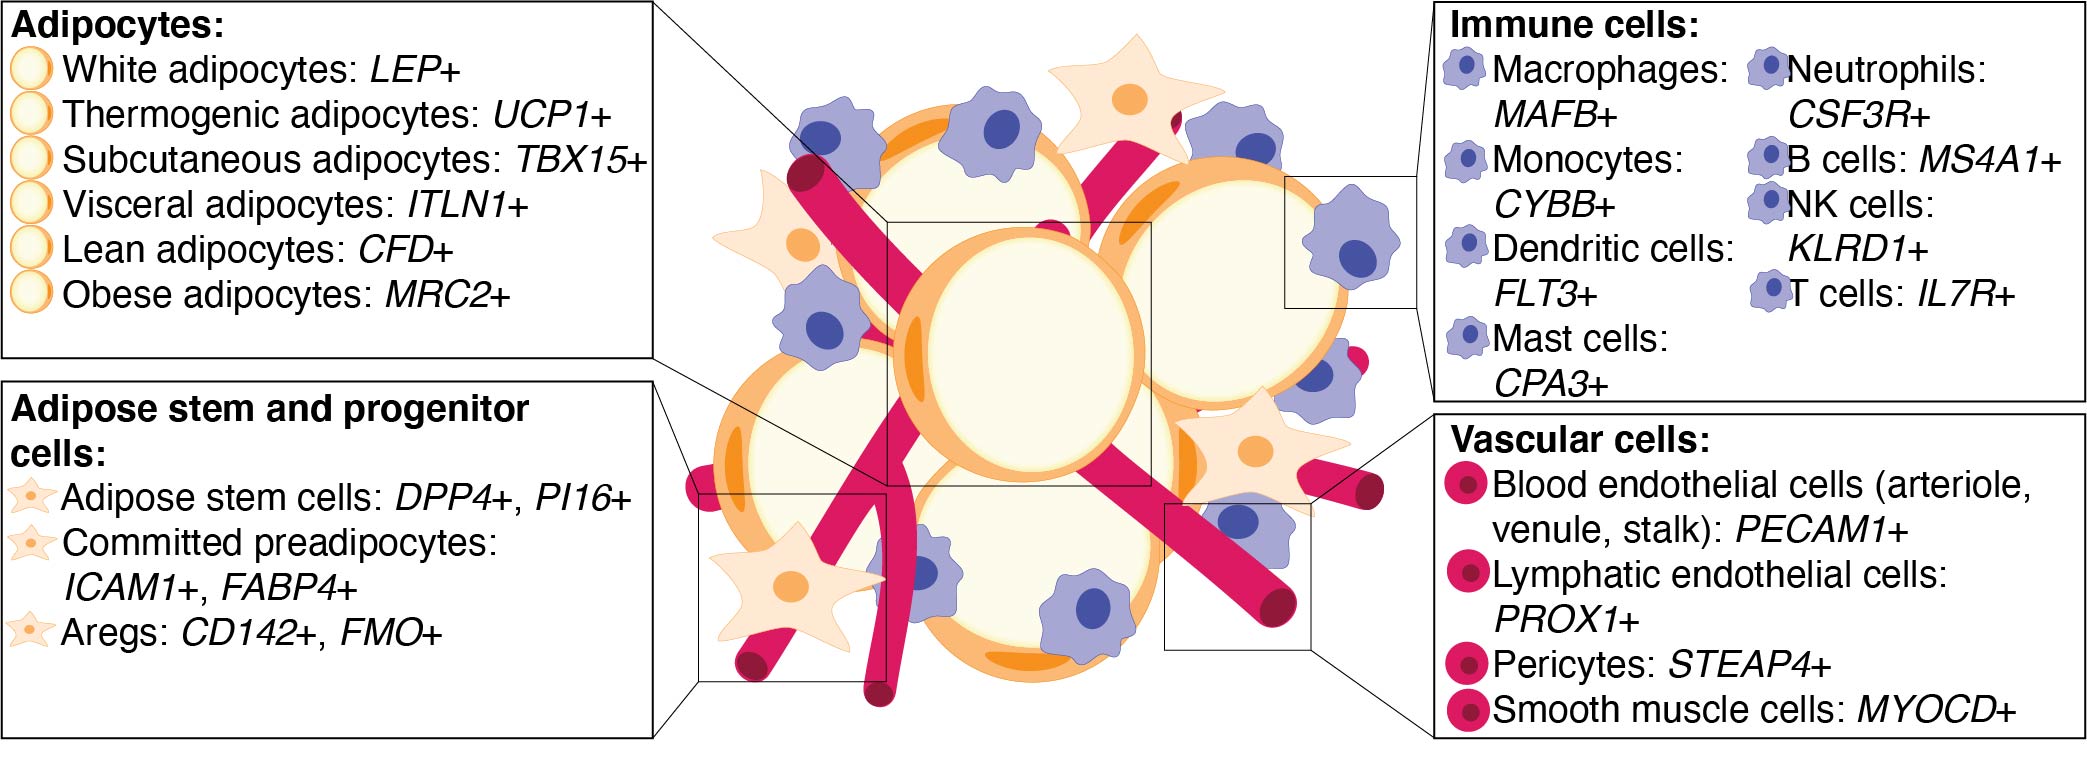 Adipocytes:
White adipocytes: LEP+
Thermogenic adipocytes: UCP1+
Subcutaneous adipocytes: TBX15+
Visceral adipocytes: ITLN1+
Lean adipocytes: CFD+
Obese adipocytes: MRC2+
Adipose stem and progenitor
cells:
Adipose stem cells: DPP4+, PI16+
Committed preadipocytes:
ICAM1+, FABP4+
Aregs: CD142+, FMO+
Immune cells:
Macrophages:
MAFB+
Monocytes:
CYBB+
Dendritic cells:
FLT3+
Mast cells:
CPA3+
Neutrophils:
CSF3R+
B cells: MS4A1+
NK cells:
KLRD1+
T cells: IL7R+
Vascular cells:
Blood endothelial cells (arteriole,
venule, stalk): PECAM1+
Lymphatic endothelial cells:
PROX1+
Pericytes: STEAP4+
Smooth muscle cells: MYOCD+